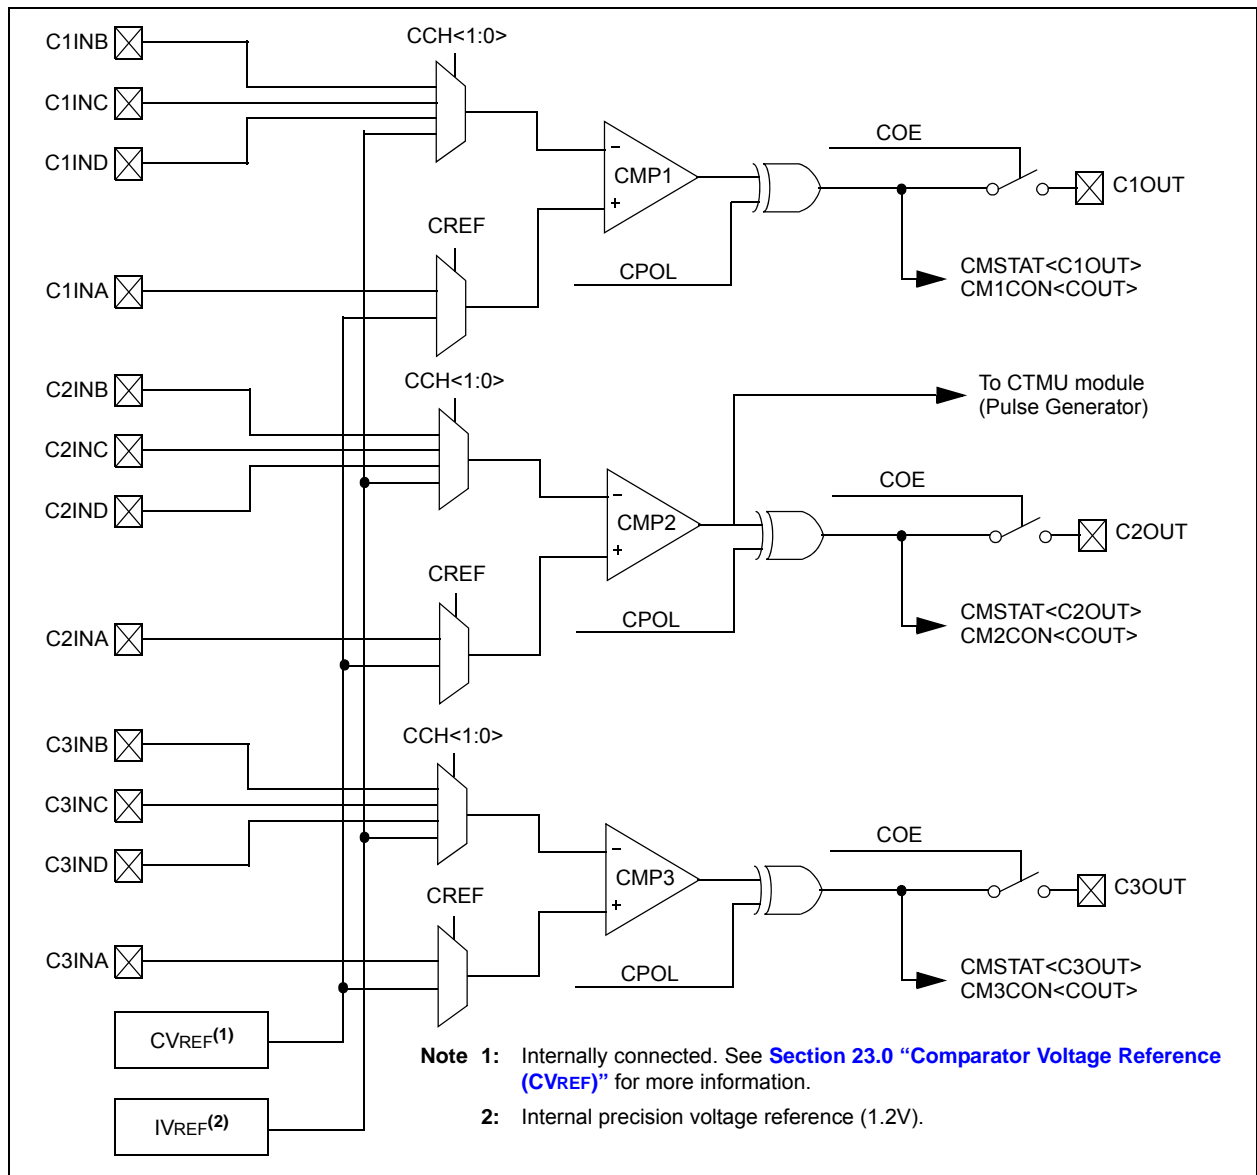 C1INB
CCH<1:0>
C1INC
C1IND
COE
–
CMP1
+
C1OUT
CREF
CPOL
CMSTAT<C1OUT>
CM1CON<COUT>
C1INA
C2INB
CCH<1:0>
To CTMU module
(Pulse Generator)
C2INC
C2IND
COE
–
CMP2
+
C2OUT
CREF
CPOL
CMSTAT<C2OUT>
CM2CON<COUT>
C2INA
C3INB
CCH<1:0>
C3INC
C3IND
COE
–
CMP3
+
C3OUT
CREF
CPOL
CMSTAT<C3OUT>
CM3CON<COUT>
C3INA
CVREF(1)
IVREF(2)
Note 1: Internally connected. See Section 23.0 “Comparator Voltage Reference
(CVREF)” for more information.
2: Internal precision voltage reference (1.2V).